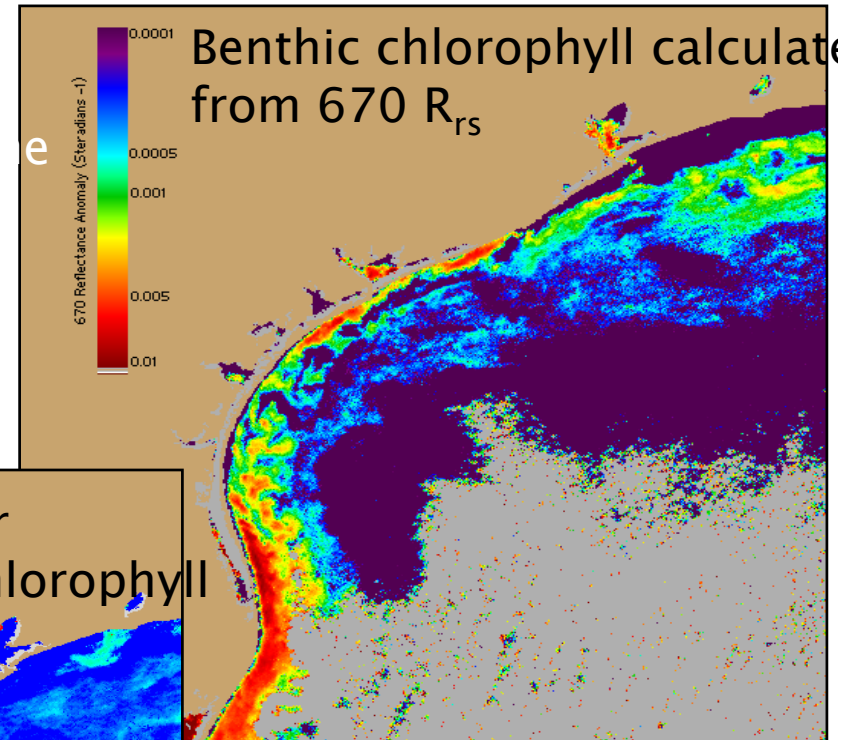 Benthic chlorophyll calculate
from 670 Rrs
0.0001
0.0005
0.001
0.005
0.01
670 Reflectance Anomaly (Steradians -1)
e
r
lorophyll